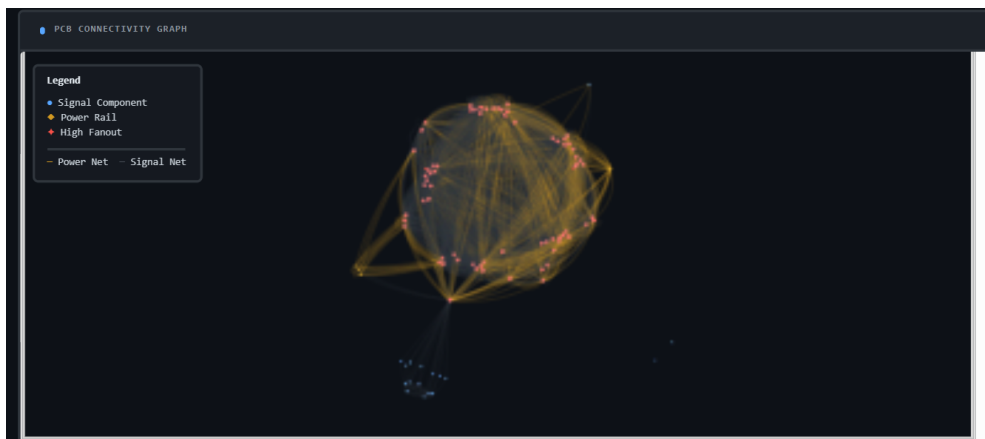 PCB CONNECTIVITY GRAPH
Legend
Signal Component
Power Rail
High Fanout
Power Net
Signal Net